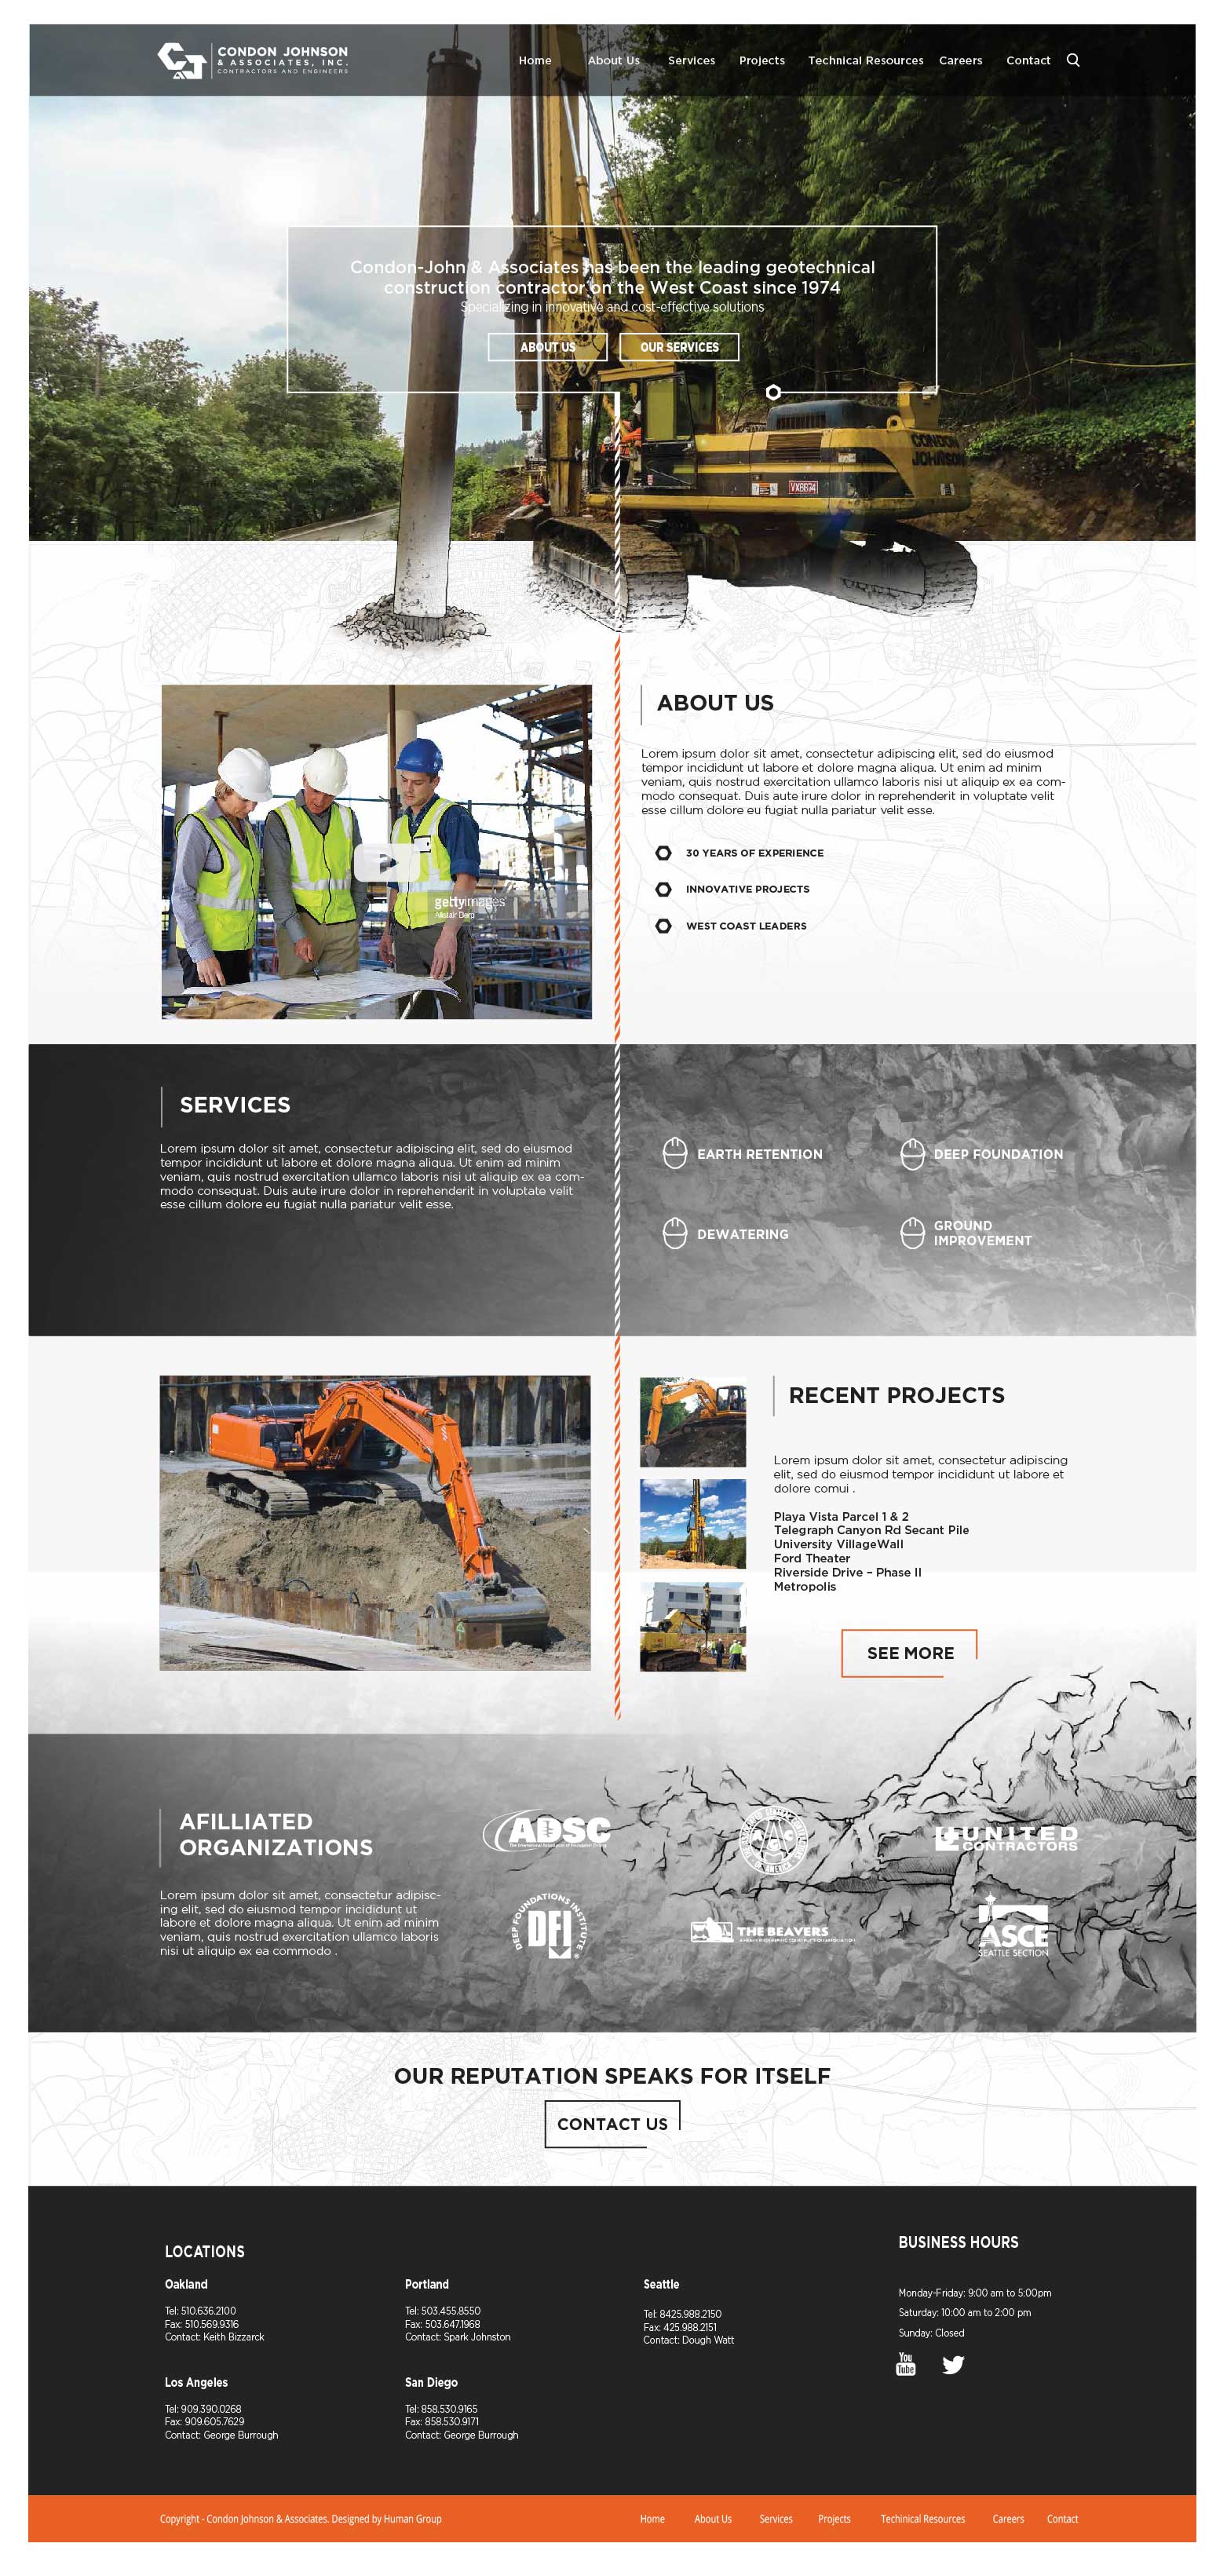 CONDON JOHNSON
& ASSOCIATES, INC.
CONTRACTORS AND ENGINEERS
Home About Us Services Projects Technical Resources Careers Contact
Condon-John & Associates has been the leading geotechnical
construction contractor on the West Coast since 1974
Specializing in innovative and cost-effective solutions
ABOUT US OUR SERVICES
CONDON
JOHNSON
ABOUT US
Lorem ipsum dolor sit amet, consectetur adipiscing elit, sed do eiusmod
tempor incididunt ut labore et dolore magna aliqua. Ut enim ad minim
veniam, quis nostrud exercitation ullamco laboris nisi ut aliquip ex ea com-
modo consequat. Duis aute irure dolor in reprehenderit in voluptate velit
esse cillum dolore eu fugiat nulla pariatur velit esse.
30 YEARS OF EXPERIENCE
INNOVATIVE PROJECTS
WEST COAST LEADERS
gettyimages
SERVICES
Lorem ipsum dolor sit amet, consectetur adipiscing elit, sed do eiusmod
tempor incididunt ut labore et dolore magna aliqua. Ut enim ad minim
veniam, quis nostrud exercitation ullamco laboris nisi ut aliquip ex ea com-
modo consequat. Duis aute irure dolor in reprehenderit in voluptate velit
esse cillum dolore eu fugiat nulla pariatur velit esse.
EARTH RETENTION
DEEP FOUNDATION
DEWATERING
GROUND
IMPROVEMENT
RECENT PROJECTS
Lorem ipsum dolor sit amet, consectetur adipiscing
elit, sed do eiusmod tempor incididunt ut labore et
dolore comui .
Playa Vista Parcel 1 & 2
Telegraph Canyon Rd Secant Pile
University VillageWall
Ford Theater
Riverside Drive – Phase II
Metropolis
SEE MORE
AFILLIATED
ORGANIZATIONS
Lorem ipsum dolor sit amet, consectetur adipisc-
ing elit, sed do eiusmod tempor incididunt ut
labore et dolore magna aliqua. Ut enim ad minim
veniam, quis nostrud exercitation ullamco laboris
nisi ut aliquip ex ea commodo .
ADSC
AGC
OF AMERICA
UNITED
CONTRACTORS
DEEP FOUNDATIONS INSTITUTE
DFI
THE BEAVERS
ASCE
SEATTLE SECTION
OUR REPUTATION SPEAKS FOR ITSELF
CONTACT US
LOCATIONS
Oakland
Tel: 510.636.2100
Fax: 510.569.9316
Contact: Keith Bizzarck
Portland
Tel: 503.455.8550
Fax: 503.647.1968
Contact: Spark Johnston
Seattle
Tel: 8425.988.2150
Fax: 425.988.2151
Contact: Dough Watt
Los Angeles
Tel: 909.390.0268
Fax: 909.605.7629
Contact: George Burrough
San Diego
Tel: 858.530.9165
Fax: 858.530.9171
Contact: George Burrough
BUSINESS HOURS
Monday-Friday: 9:00 am to 5:00pm
Saturday: 10:00 am to 2:00 pm
Sunday: Closed
You
Tube
Copyright - Condon Johnson & Associates. Designed by Human Group
Home About Us Services Projects Techinical Resources Careers Contact